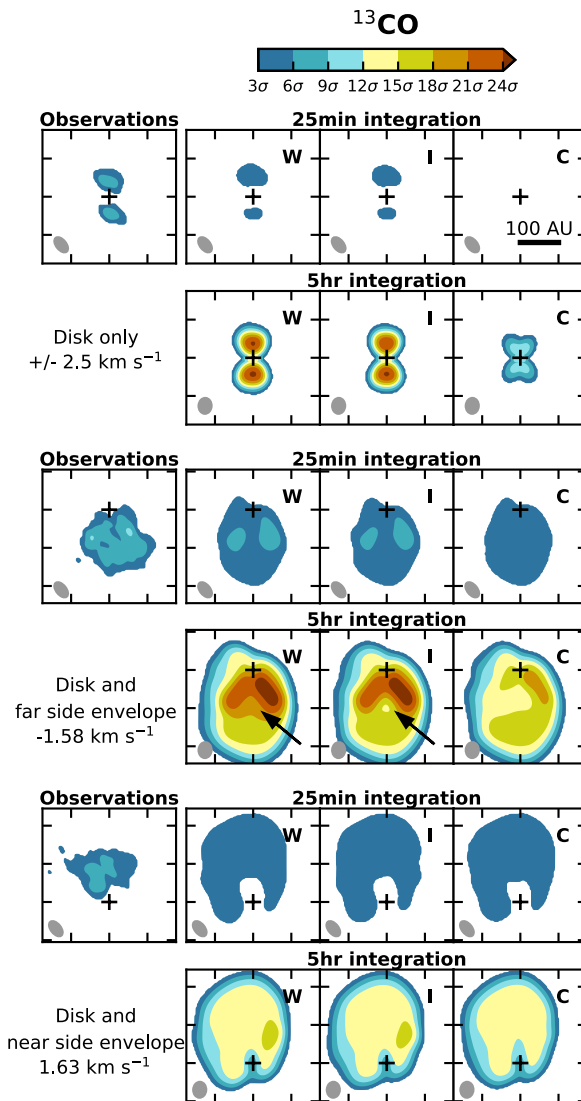 ¹³CO
3σ 6σ 9σ 12σ 15σ 18σ 21σ 24σ
Observations 25min integration
W I C
100 AU
5hr integration
W I C
Disk only
+/- 2.5 km s⁻¹
Observations 25min integration
W I C
5hr integration
W I C
Disk and
far side envelope
-1.58 km s⁻¹
Observations 25min integration
W I C
5hr integration
W I C
Disk and
near side envelope
1.63 km s⁻¹